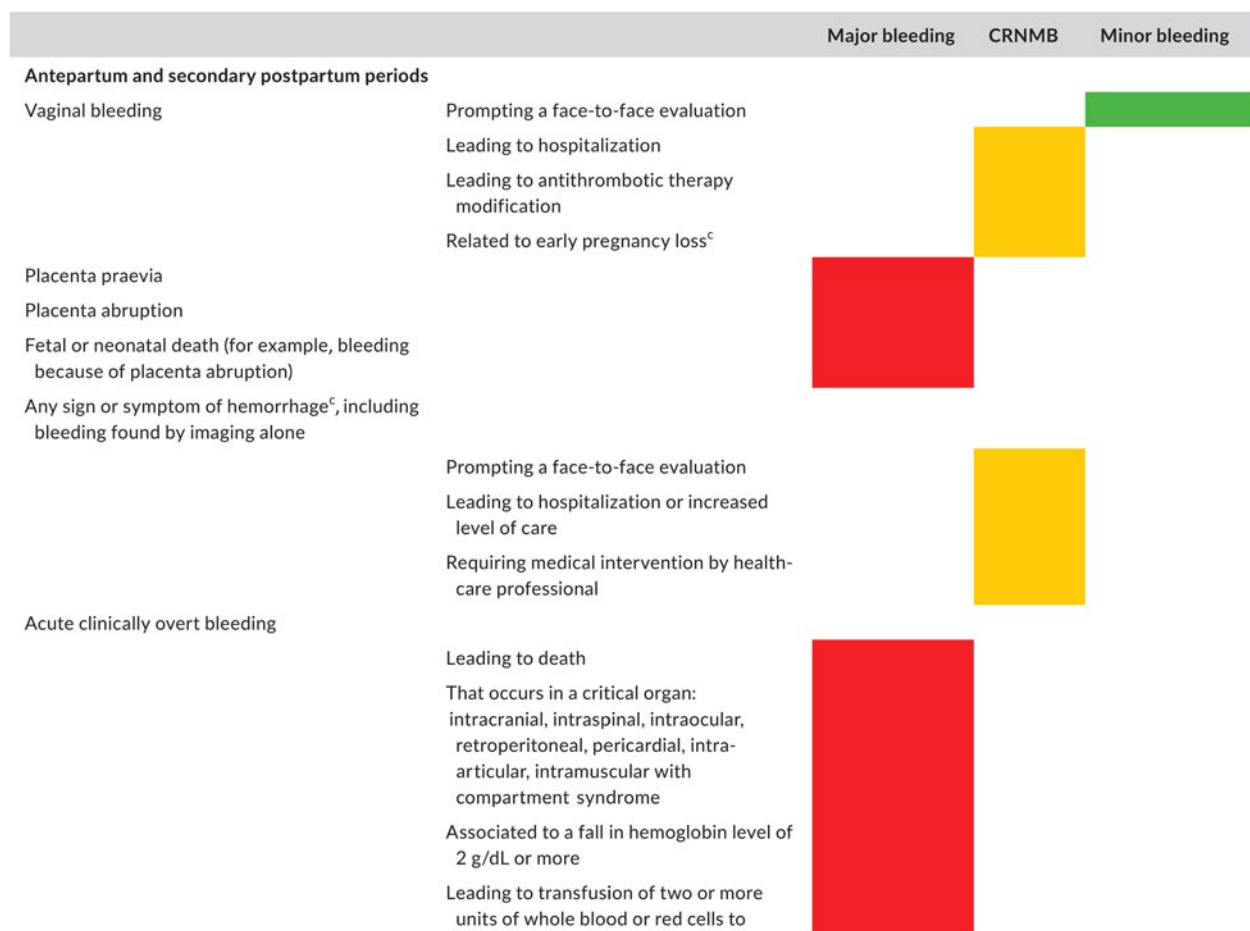 Major bleeding CRNMB Minor bleeding
Antepartum and secondary postpartum periods
Vaginal bleeding Prompting a face-to-face evaluation
Leading to hospitalization
Leading to antithrombotic therapy
modification
Related to early pregnancy lossᶜ
Placenta praevia
Placenta abruption
Fetal or neonatal death (for example, bleeding
because of placenta abruption)
Any sign or symptom of hemorrhageᶜ, including
bleeding found by imaging alone
Prompting a face-to-face evaluation
Leading to hospitalization or increased
level of care
Requiring medical intervention by health-
care professional
Acute clinically overt bleeding
Leading to death
That occurs in a critical organ:
intracranial, intraspinal, intraocular,
retroperitoneal, pericardial, intra-
articular, intramuscular with
compartment syndrome
Associated to a fall in hemoglobin level of
2 g/dL or more
Leading to transfusion of two or more
units of whole blood or red cells to